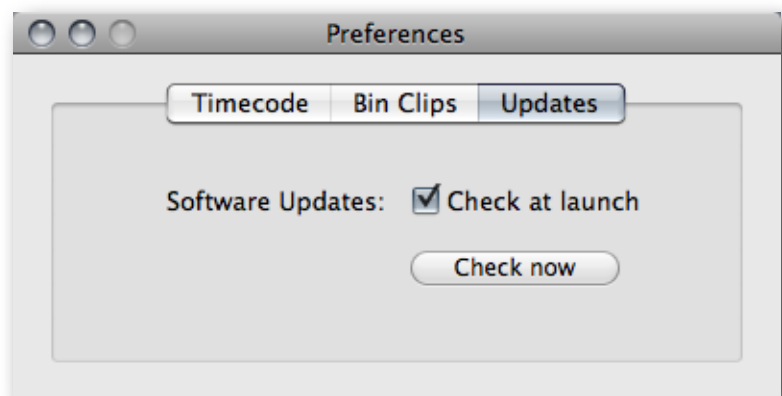 Preferences
Timecode Bin Clips Updates
Software Updates: Check at launch
Check now